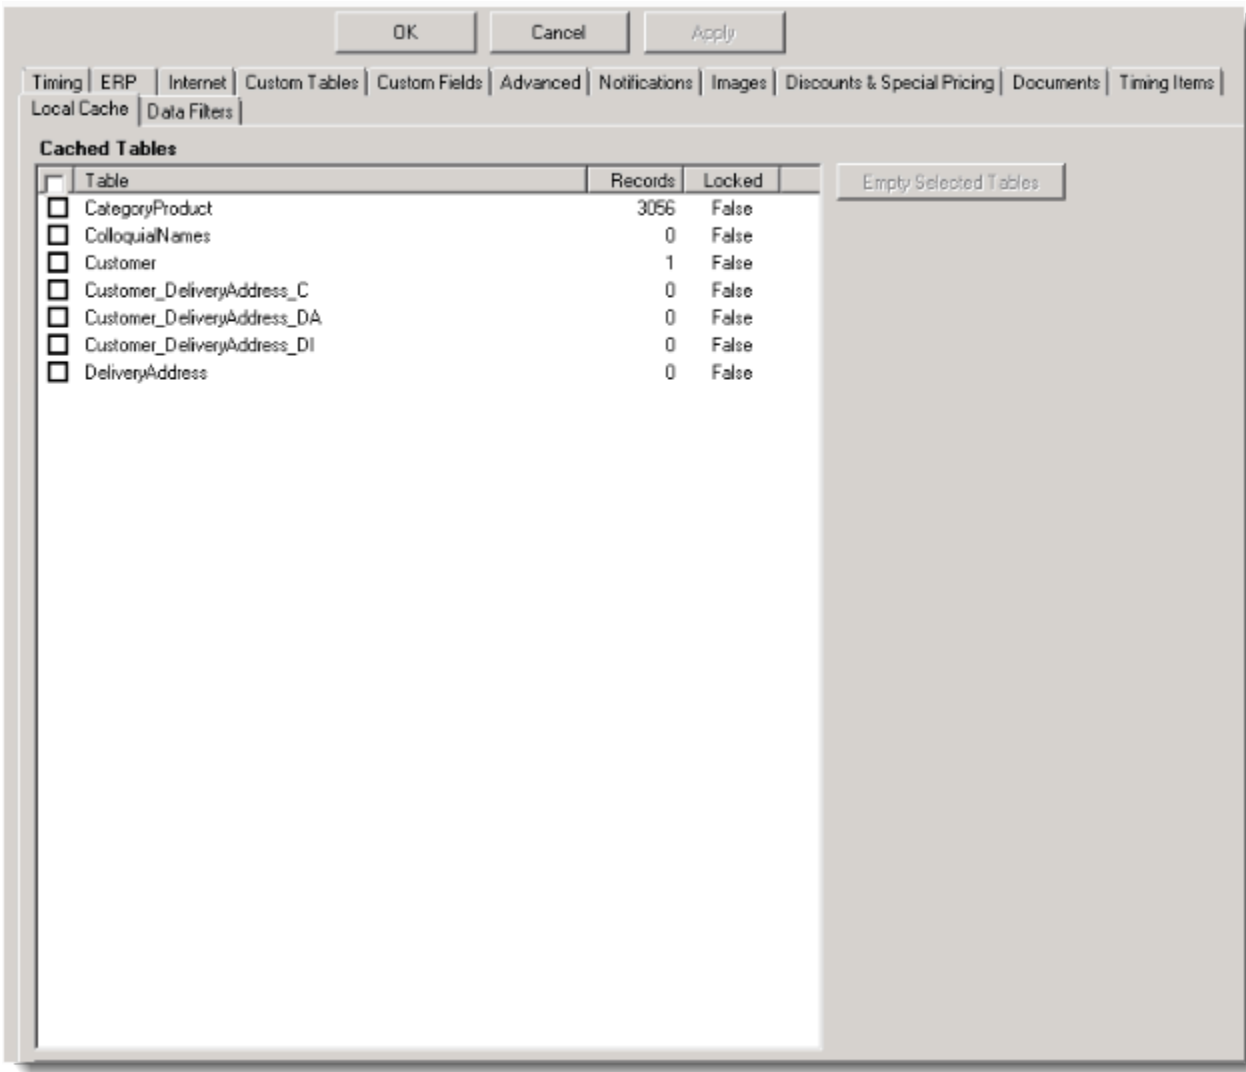 OK Cancel Apply
Timing ERP Internet Custom Tables Custom Fields Advanced Notifications Images Discounts & Special Pricing Documents Timing Items
Local Cache Data Filters
Cached Tables
Table Records Locked Empty Selected Tables
CategoryProduct 3056 False
ColloquialNames 0 False
Customer 1 False
Customer_DeliveryAddress_C 0 False
Customer_DeliveryAddress_DA 0 False
Customer_DeliveryAddress_DI 0 False
DeliveryAddress 0 False